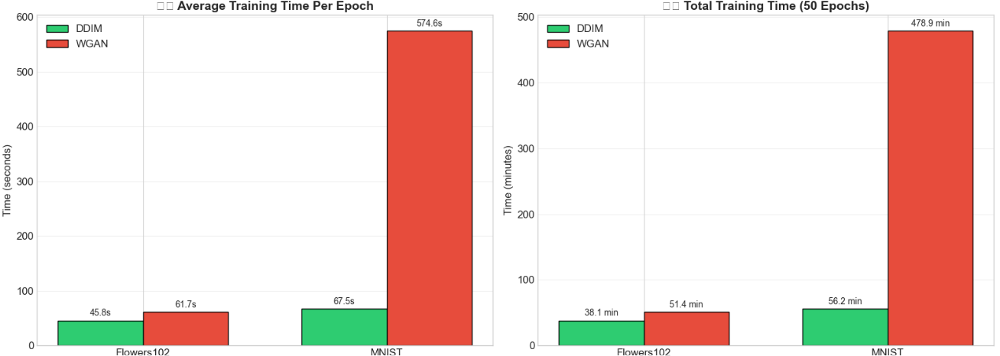 □□ Average Training Time Per Epoch
600
500
400
300
200
100
0
Time (seconds)
DDIM
WGAN
45.8s
61.7s
67.5s
574.6s
Flowers102
MNIST
□□ Total Training Time (50 Epochs)
500
400
300
200
100
0
Time (minutes)
DDIM
WGAN
38.1 min
51.4 min
56.2 min
478.9 min
Flowers102
MNIST